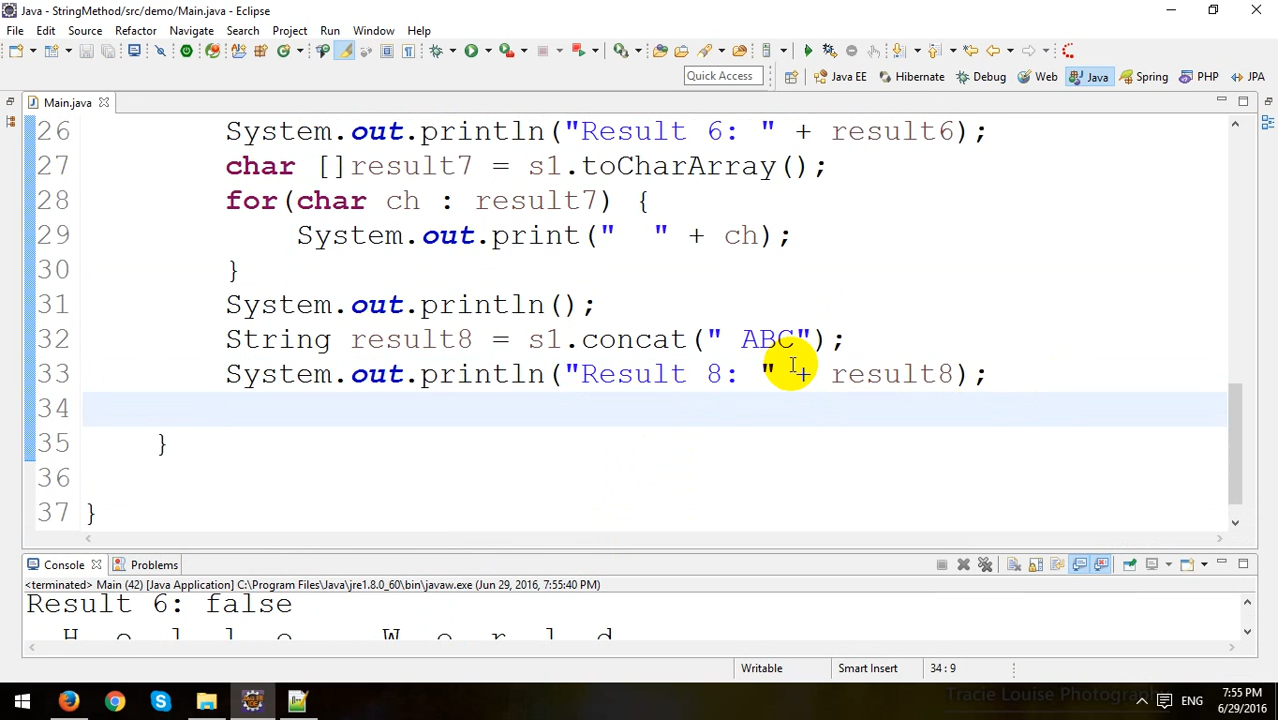 Java - StringMethod/src/demo/Main.java - Eclipse
File Edit Source Refactor Navigate Search Project Run Window Help
Quick Access Java EE Hibernate Debug Web Java Spring PHP JPA
Main.java
26 System.out.println("Result 6: " + result6);
27 char []result7 = s1.toCharArray();
28 for(char ch : result7) {
29 System.out.print("  " + ch);
30 }
31 System.out.println();
32 String result8 = s1.concat(" ABC");
33 System.out.println("Result 8: " + result8);
34
35 }
36
37 }
Console Problems
<terminated> Main (42) [Java Application] C:\Program Files\Java\jre1.8.0_60\bin\javaw.exe (Jun 29, 2016, 7:55:40 PM)
Result 6: false
H e l l o W o r l d
Writable Smart Insert 34 : 9
Tracie Louise Photography
ENG 7:55 PM
6/29/2016